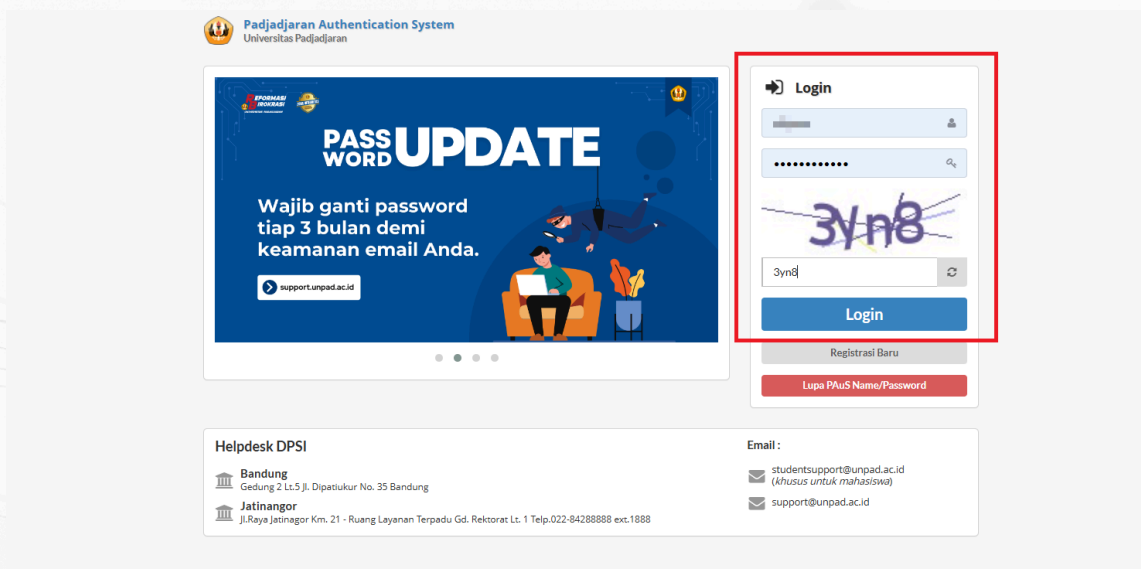 Padjadjaran Authentication System
Universitas Padjadjaran
REFORMASI
BIROKRASI
PASS
WORD
UPDATE
Wajib ganti password
tiap 3 bulan demi
keamanan email Anda.
support.unpad.ac.id
Login
••••••••••••
3yn8
3yn8
Login
Registrasi Baru
Lupa PAuS Name/Password
Helpdesk DPSI
Bandung
Gedung 2 Lt.5 Jl. Dipatiukur No. 35 Bandung
Jatinangor
Jl.Raya Jatinagor Km. 21 - Ruang Layanan Terpadu Gd. Rektorat Lt. 1 Telp.022-84288888 ext.1888
Email :
studentsupport@unpad.ac.id
(khusus untuk mahasiswa)
support@unpad.ac.id